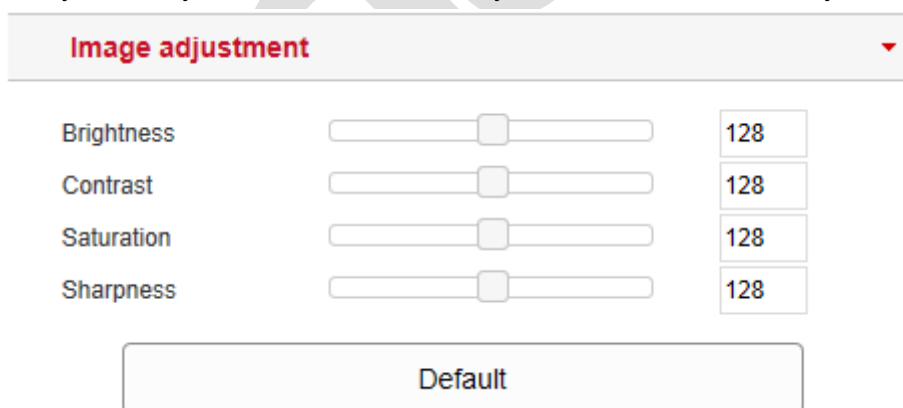 Image adjustment
Brightness 128
Contrast 128
Saturation 128
Sharpness 128
Default